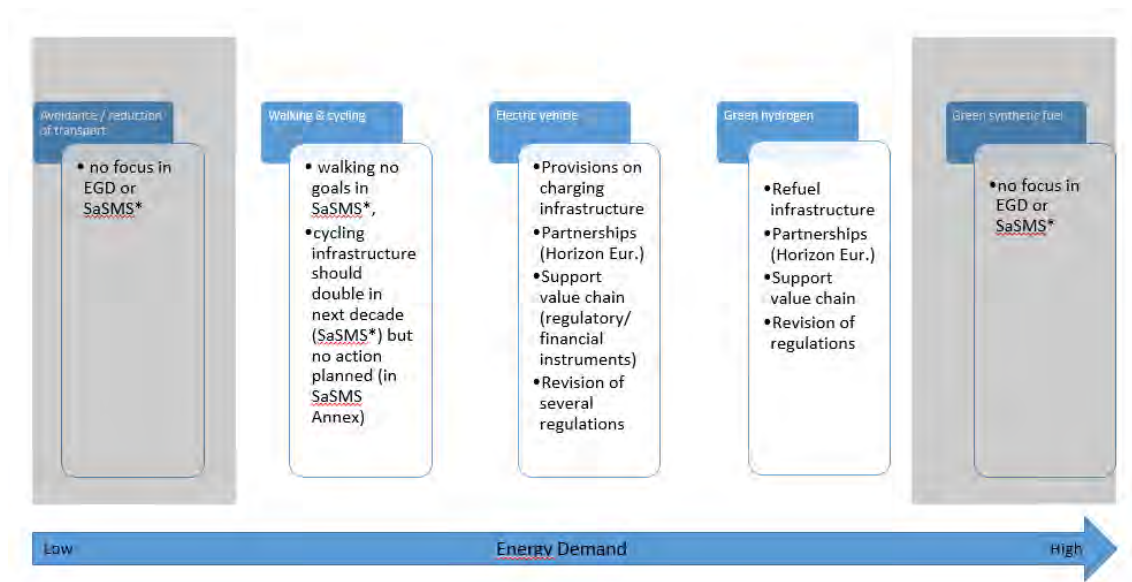 Avoidance / reduction
of transport
• no focus in
EGD or
SaSMS*
Walking & cycling
• walking no
goals in
SaSMS*,
•cycling
infrastructure
should
double in
next decade
(SaSMS*) but
no action
planned (in
SaSMS
Annex)
Electric vehicle
•Provisions on
charging
infrastructure
•Partnerships
(Horizon Eur.)
•Support
value chain
(regulatory/
financial
instruments)
•Revision of
several
regulations
Green hydrogen
•Refuel
infrastructure
•Partnerships
(Horizon Eur.)
•Support
value chain
•Revision of
regulations
Green synthetic fuel
•no focus in
EGD or
SaSMS*
Low Energy Demand High